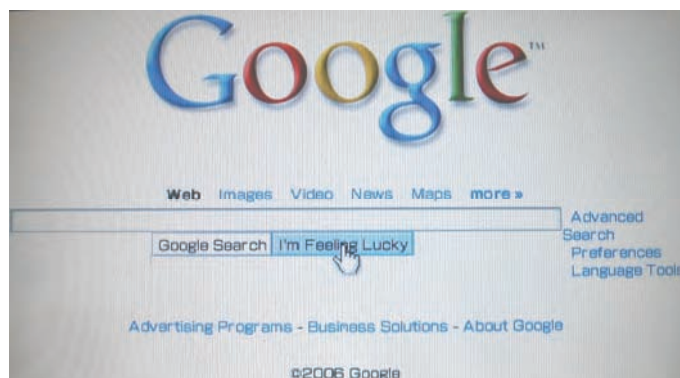 Google™
Web Images Video News Maps more »
Advanced Search
Preferences
Language Tools
Google Search I'm Feeling Lucky
Advertising Programs - Business Solutions - About Google
©2006 Google